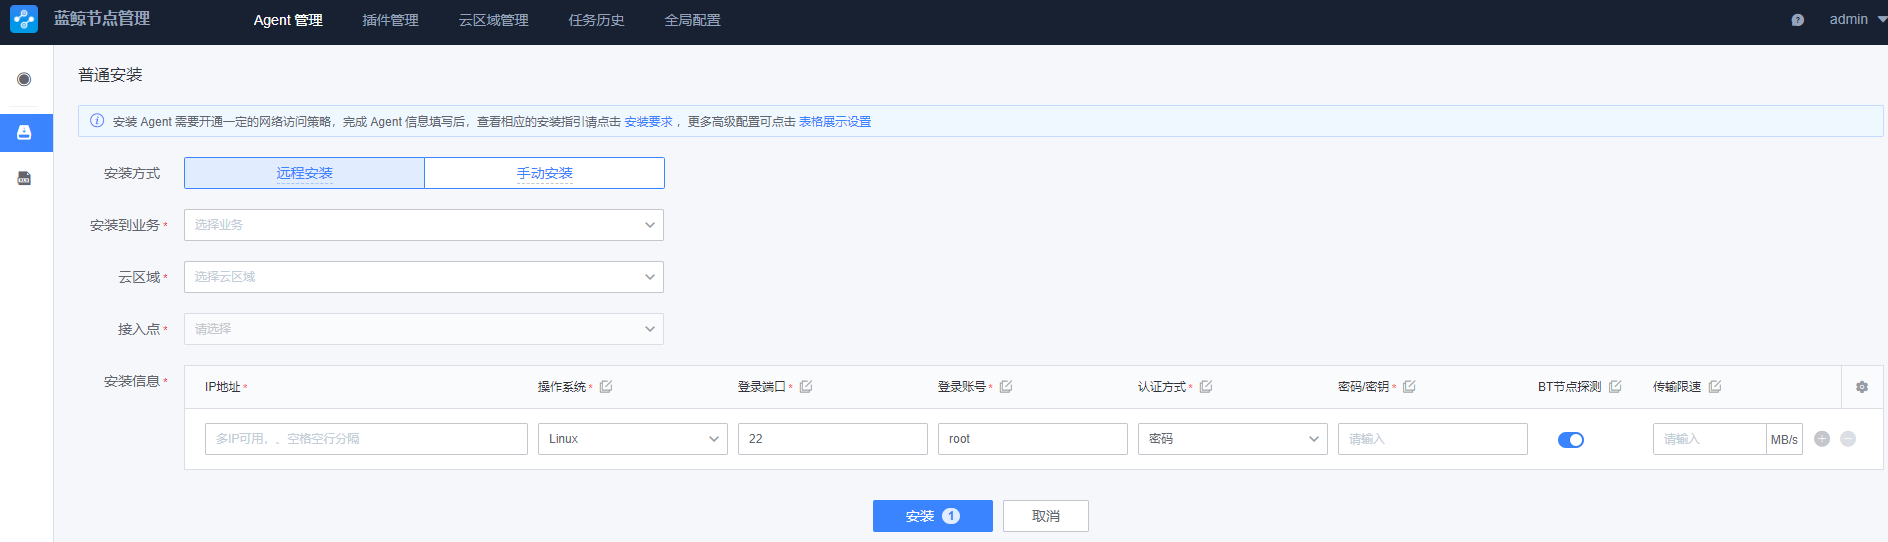 蓝鲸节点管理 Agent 管理 插件管理 云区域管理 任务历史 全局配置 admin
普通安装
安装 Agent 需要开通一定的网络访问策略，完成 Agent 信息填写后，查看相应的安装指引请点击 安装要求 ，更多高级配置可点击 表格展示设置
安装方式 远程安装 手动安装
安装到业务 * 选择业务
云区域 * 选择云区域
接入点 * 请选择
安装信息 * IP地址 * 操作系统 * 登录端口 * 登录账号 * 认证方式 * 密码/密钥 * BT节点探测 传输限速
多IP可用，、空格空行分隔 Linux 22 root 密码 请输入 请输入 MB/s
安装 1 取消